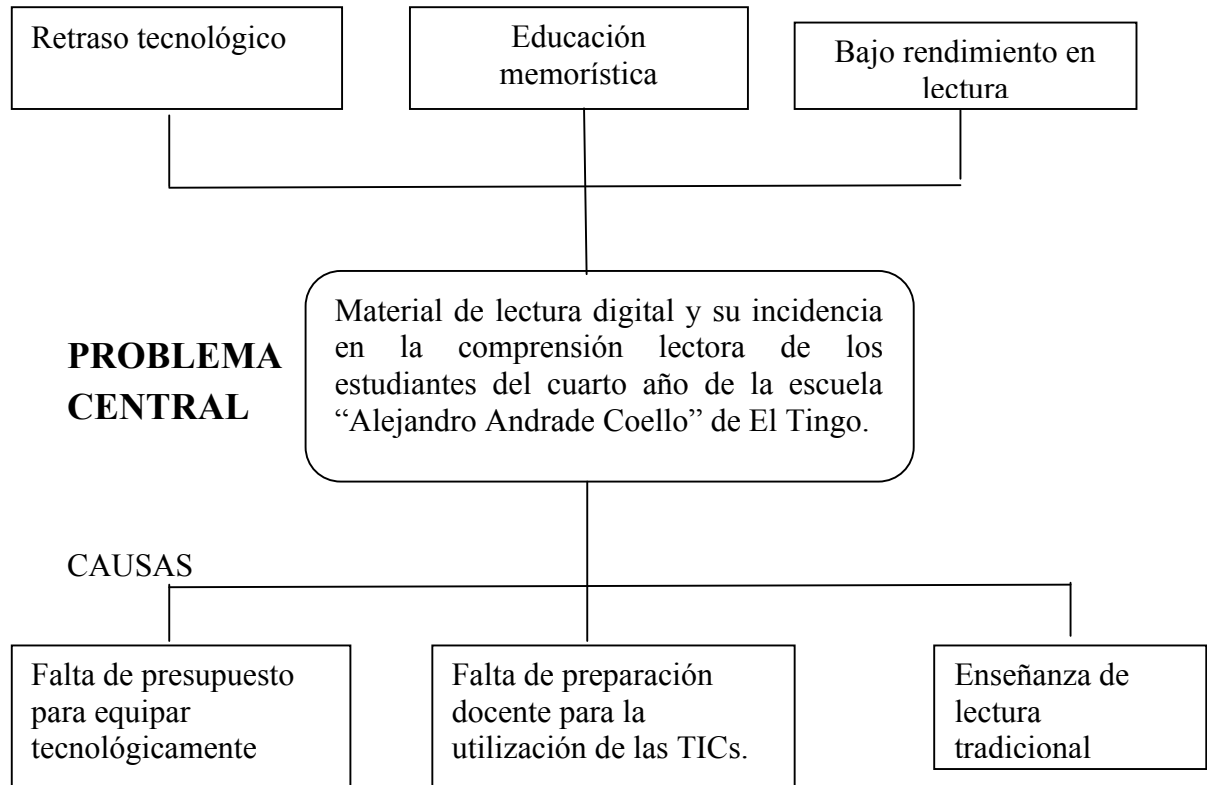 Retraso tecnológico
Educación
memorística
Bajo rendimiento en
lectura
PROBLEMA
CENTRAL
Material de lectura digital y su incidencia
en la comprensión lectora de los
estudiantes del cuarto año de la escuela
“Alejandro Andrade Coello” de El Tingo.
CAUSAS
Falta de presupuesto
para equipar
tecnológicamente
Falta de preparación
docente para la
utilización de las TICs.
Enseñanza de
lectura
tradicional